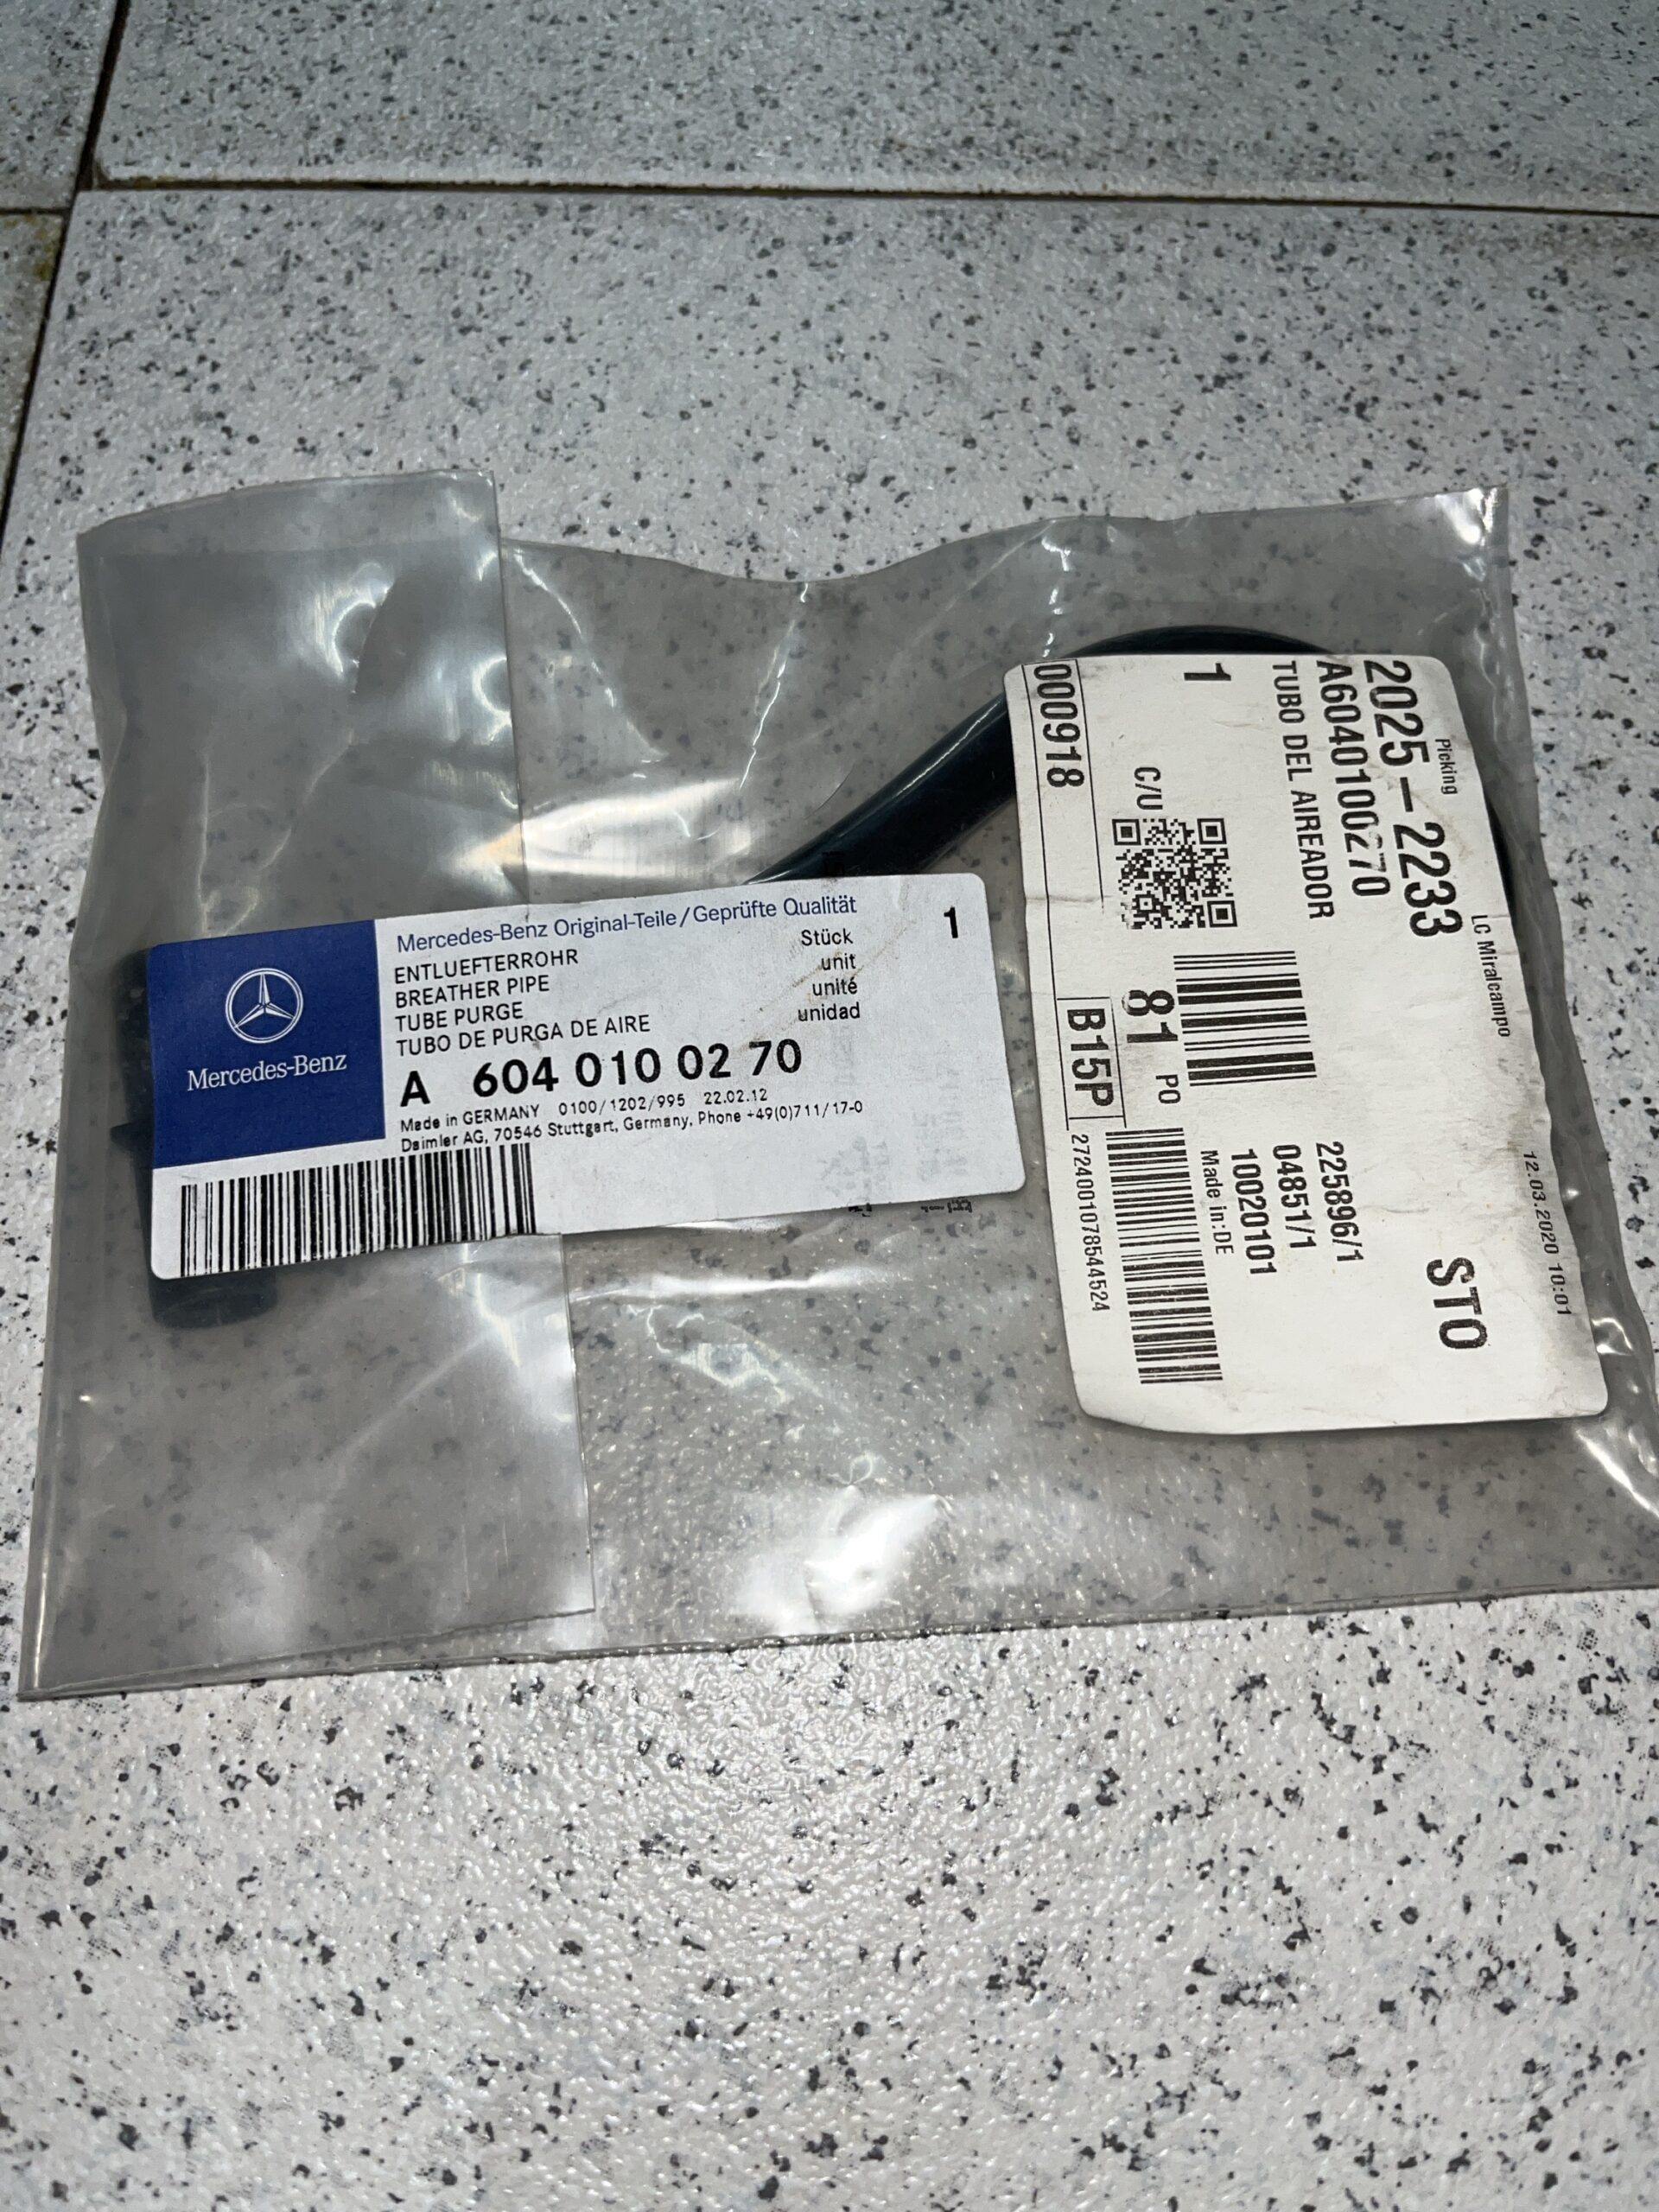 Mercedes-Benz
Mercedes-Benz Original-Teile/Geprüfte Qualität
ENTLUEFTERROHR Stück 1
BREATHER PIPE unit
TUBE PURGE unité
TUBO DE PURGA DE AIRE unidad
A 604 010 02 70
Made in GERMANY 0100/1202/995 22.02.12
Daimler AG, 70546 Stuttgart, Germany, Phone +49(0)711/17-0
Picking LC Miralcampo 12.03.2020 10:01
2025-2233 STO
A6040100270 225896/1
TUBO DEL AIREADOR 04851/1
10020101
1 Made in:DE
C/U 81 PO
000918 B15P 2724001078544524